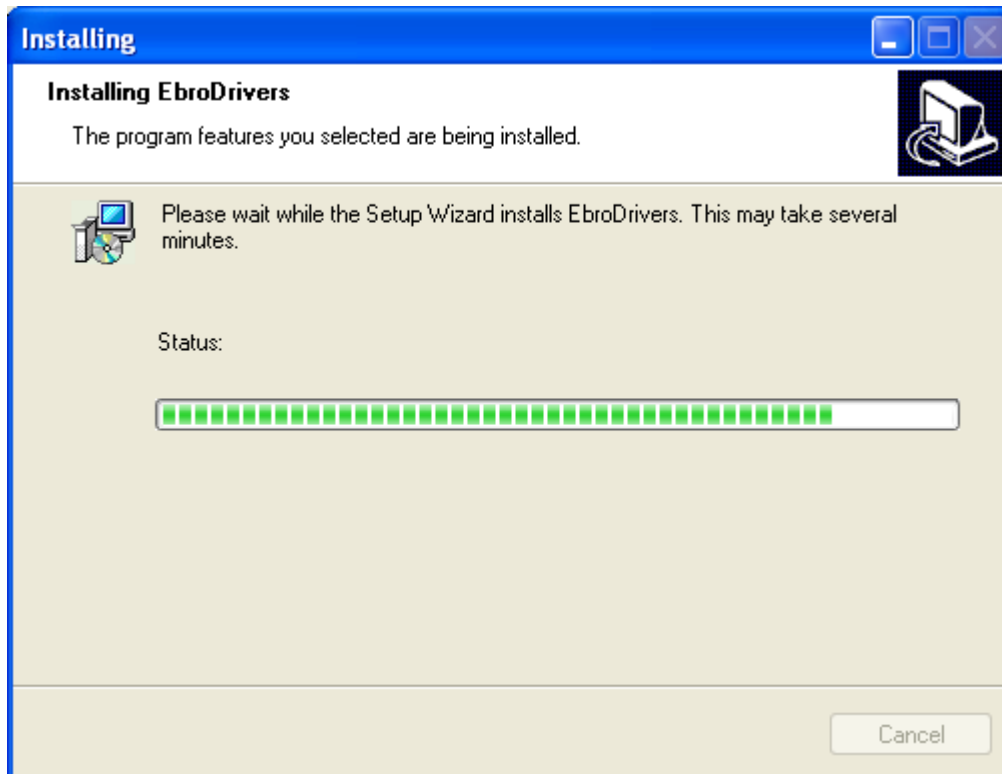 Installing
Installing EbroDrivers
The program features you selected are being installed.
Please wait while the Setup Wizard installs EbroDrivers. This may take several
minutes.
Status:
Cancel